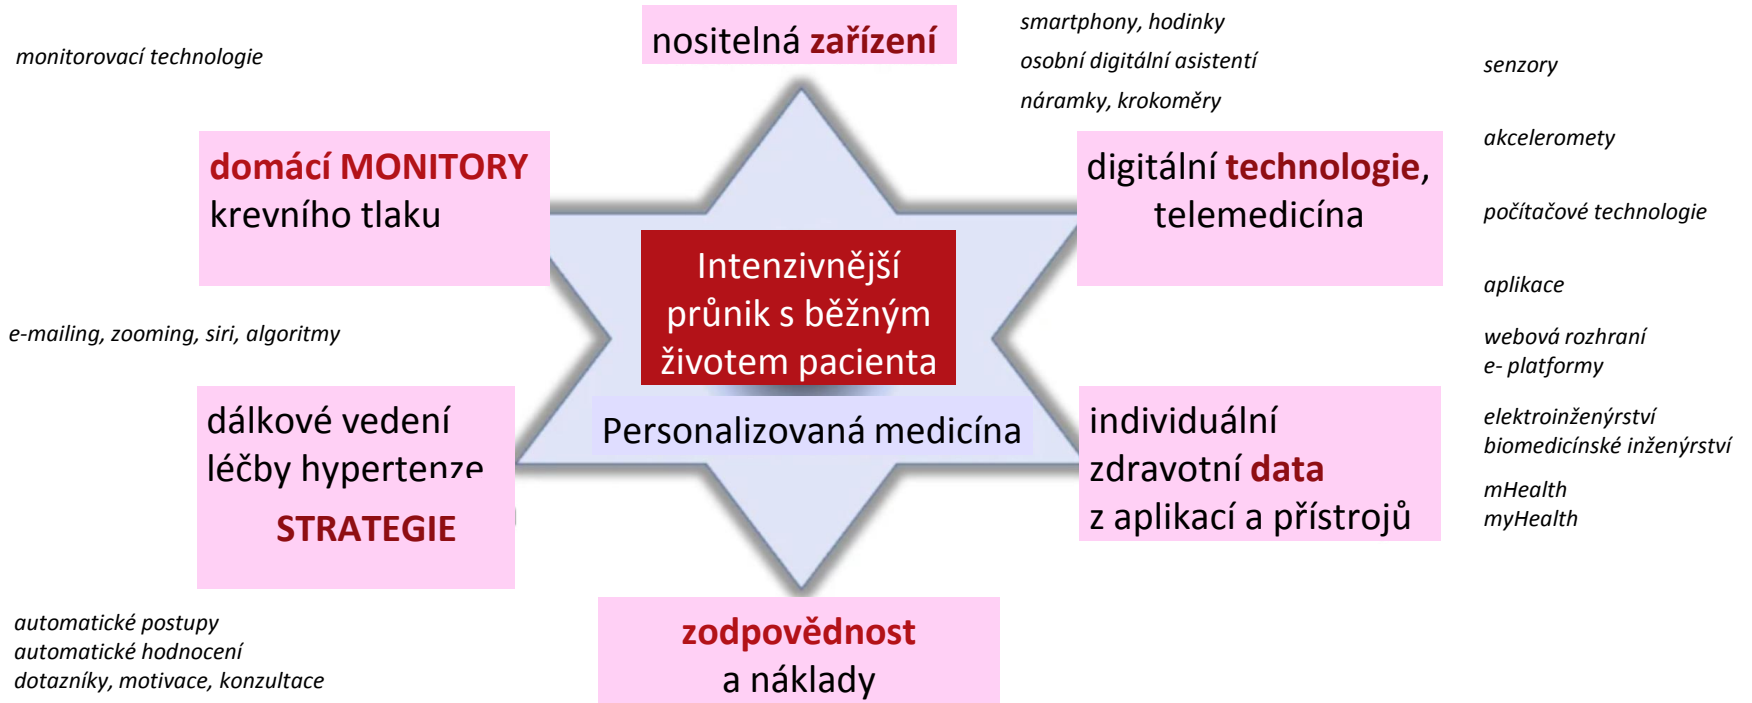 nositelná zařízení
smartphony, hodinky
osobní digitální asistentí
náramky, krokoměry
monitorovací technologie
senzory
akceleromety
počítačové technologie
aplikace
webová rozhraní
e- platformy
elektroinženýrství
biomedicínské inženýrství
mHealth
myHealth
domácí MONITORY
krevního tlaku
digitální technologie,
telemedicína
Intenzivnější
průnik s běžným
životem pacienta
Personalizovaná medicína
e-mailing, zooming, siri, algoritmy
dálkové vedení
léčby hypertenze
STRATEGIE
individuální
zdravotní data
z aplikací a přístrojů
automatické postupy
automatické hodnocení
dotazníky, motivace, konzultace
zodpovědnost
a náklady